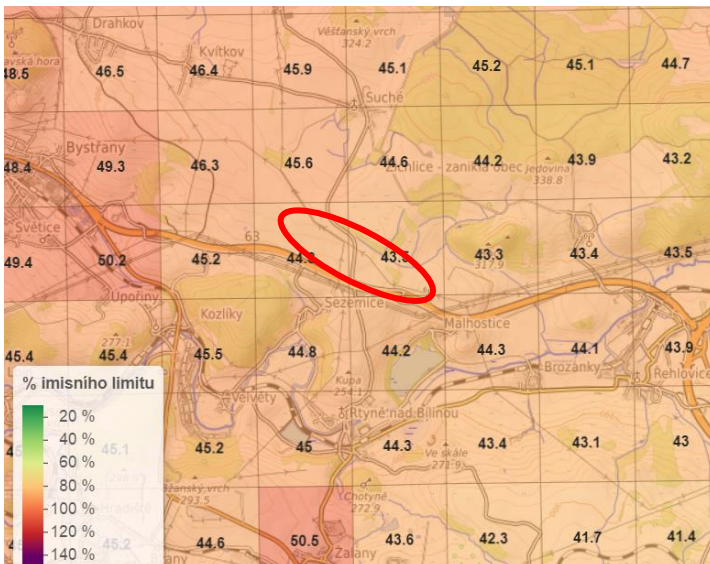 Drahkov
Věšťanský vrch
324.2
Kvítkov
48.5 46.5 46.4 45.9 45.1 45.2 45.1 44.7
Suché
Bystřany
48.4 49.3 46.3 45.6 44.6 44.2 43.9 43.2
Žichlice - zaniklá obec
Jedovina
338.8
Světice
63
49.4 50.2 45.2 43.5 43.3 43.4 43.5
317.9
Úpořiny
Kozlíky
Sezemice
Malhostice
277.1
45.4 45.4 45.5 44.8 44.2 44.3 44.1 43.9
Brozánky
Řehlovice
% imisního limitu
20 %
40 %
60 %
80 %
100 %
120 %
140 %
Kupa
254.1
Velvěty
Rtyně nad Bílinou
45.1 45.2 45 44.3 43.4 43.1 43
Ve skále
271.9
293.5
Chotyně
272.9
Hradiště
45.2 44.6 50.5 43.6 42.3 41.7 41.4
Žalany